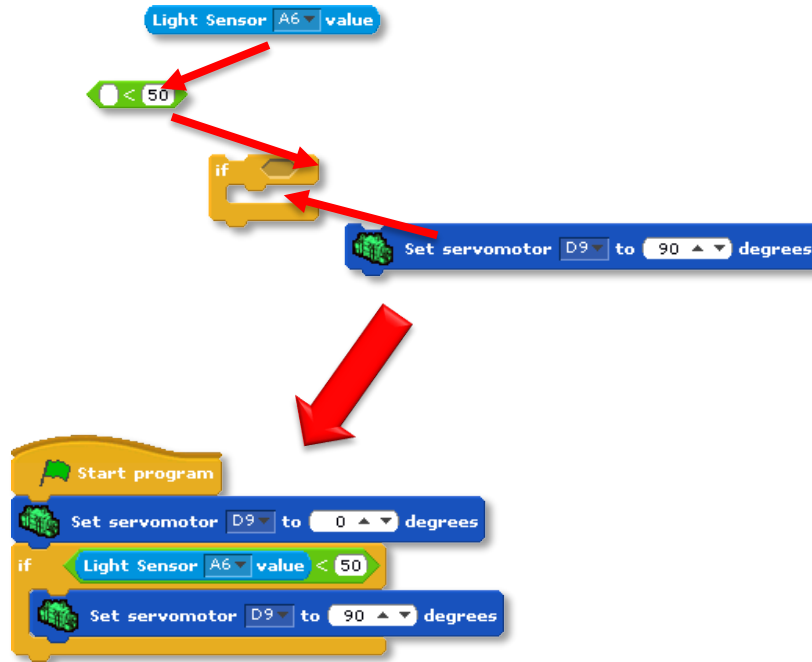 Light Sensor A6 value
< 50
if
Set servomotor D9 to 90 degrees
Start program
Set servomotor D9 to 0 degrees
if Light Sensor A6 value < 50
Set servomotor D9 to 90 degrees